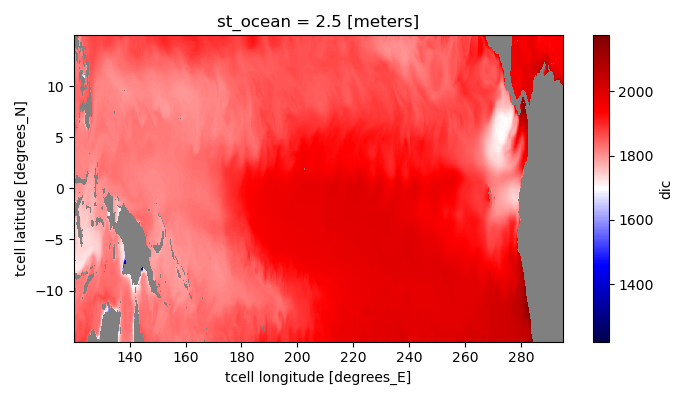 st_ocean = 2.5 [meters]
10
5
0
−5
−10
tcell latitude [degrees_N]
140 160 180 200 220 240 260 280
tcell longitude [degrees_E]
2000
1800
1600
1400
dic